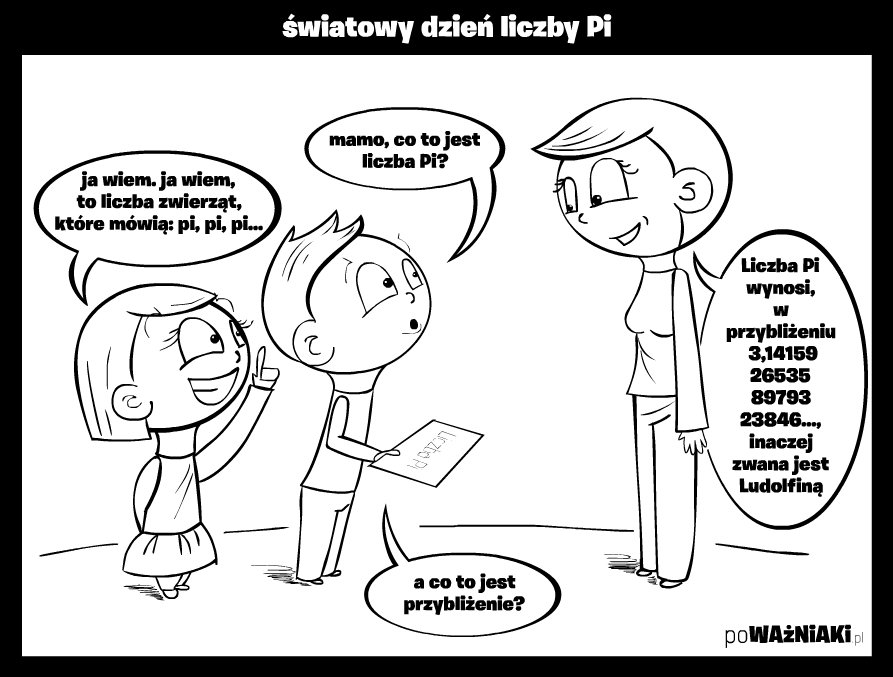 światowy dzień liczby Pi
mamo, co to jest
liczba Pi?
ja wiem. ja wiem,
to liczba zwierząt,
które mówią: pi, pi, pi...
Liczba Pi
wynosi,
w
przybliżeniu
3,14159
26535
89793
23846...,
inaczej
zwana jest
Ludolfiną
Liczba Pi
a co to jest
przybliżenie?
poWAżNiAKi.pl